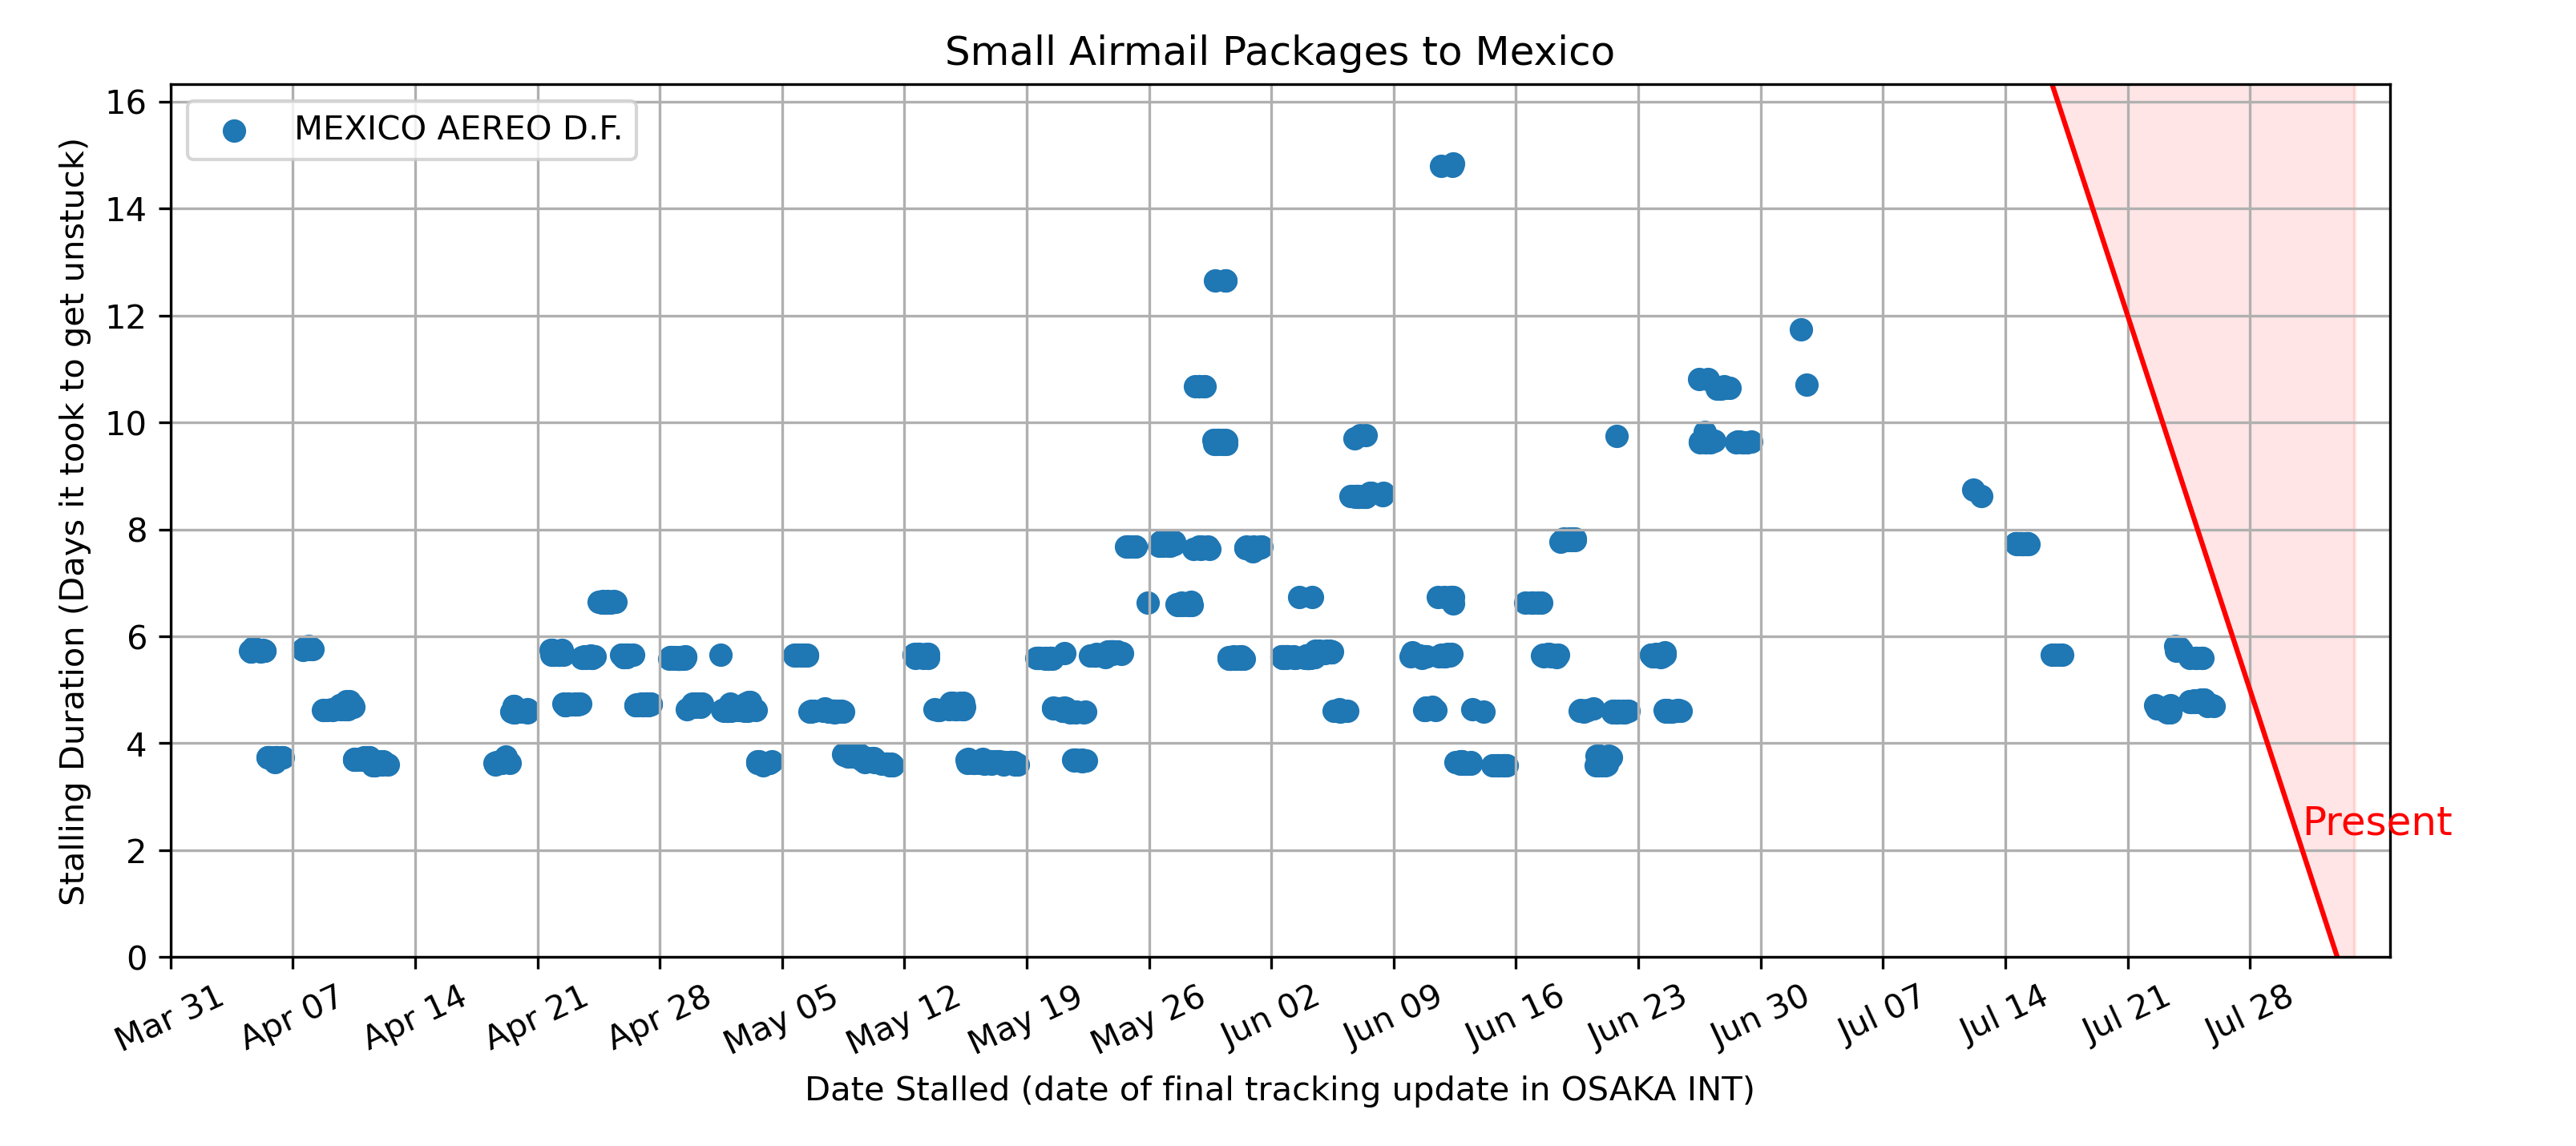 Small Airmail Packages to Mexico
MEXICO AEREO D.F.
Stalling Duration (Days it took to get unstuck)
16
14
12
10
8
6
4
2
0
Present
Mar 31
Apr 07
Apr 14
Apr 21
Apr 28
May 05
May 12
May 19
May 26
Jun 02
Jun 09
Jun 16
Jun 23
Jun 30
Jul 07
Jul 14
Jul 21
Jul 28
Date Stalled (date of final tracking update in OSAKA INT)